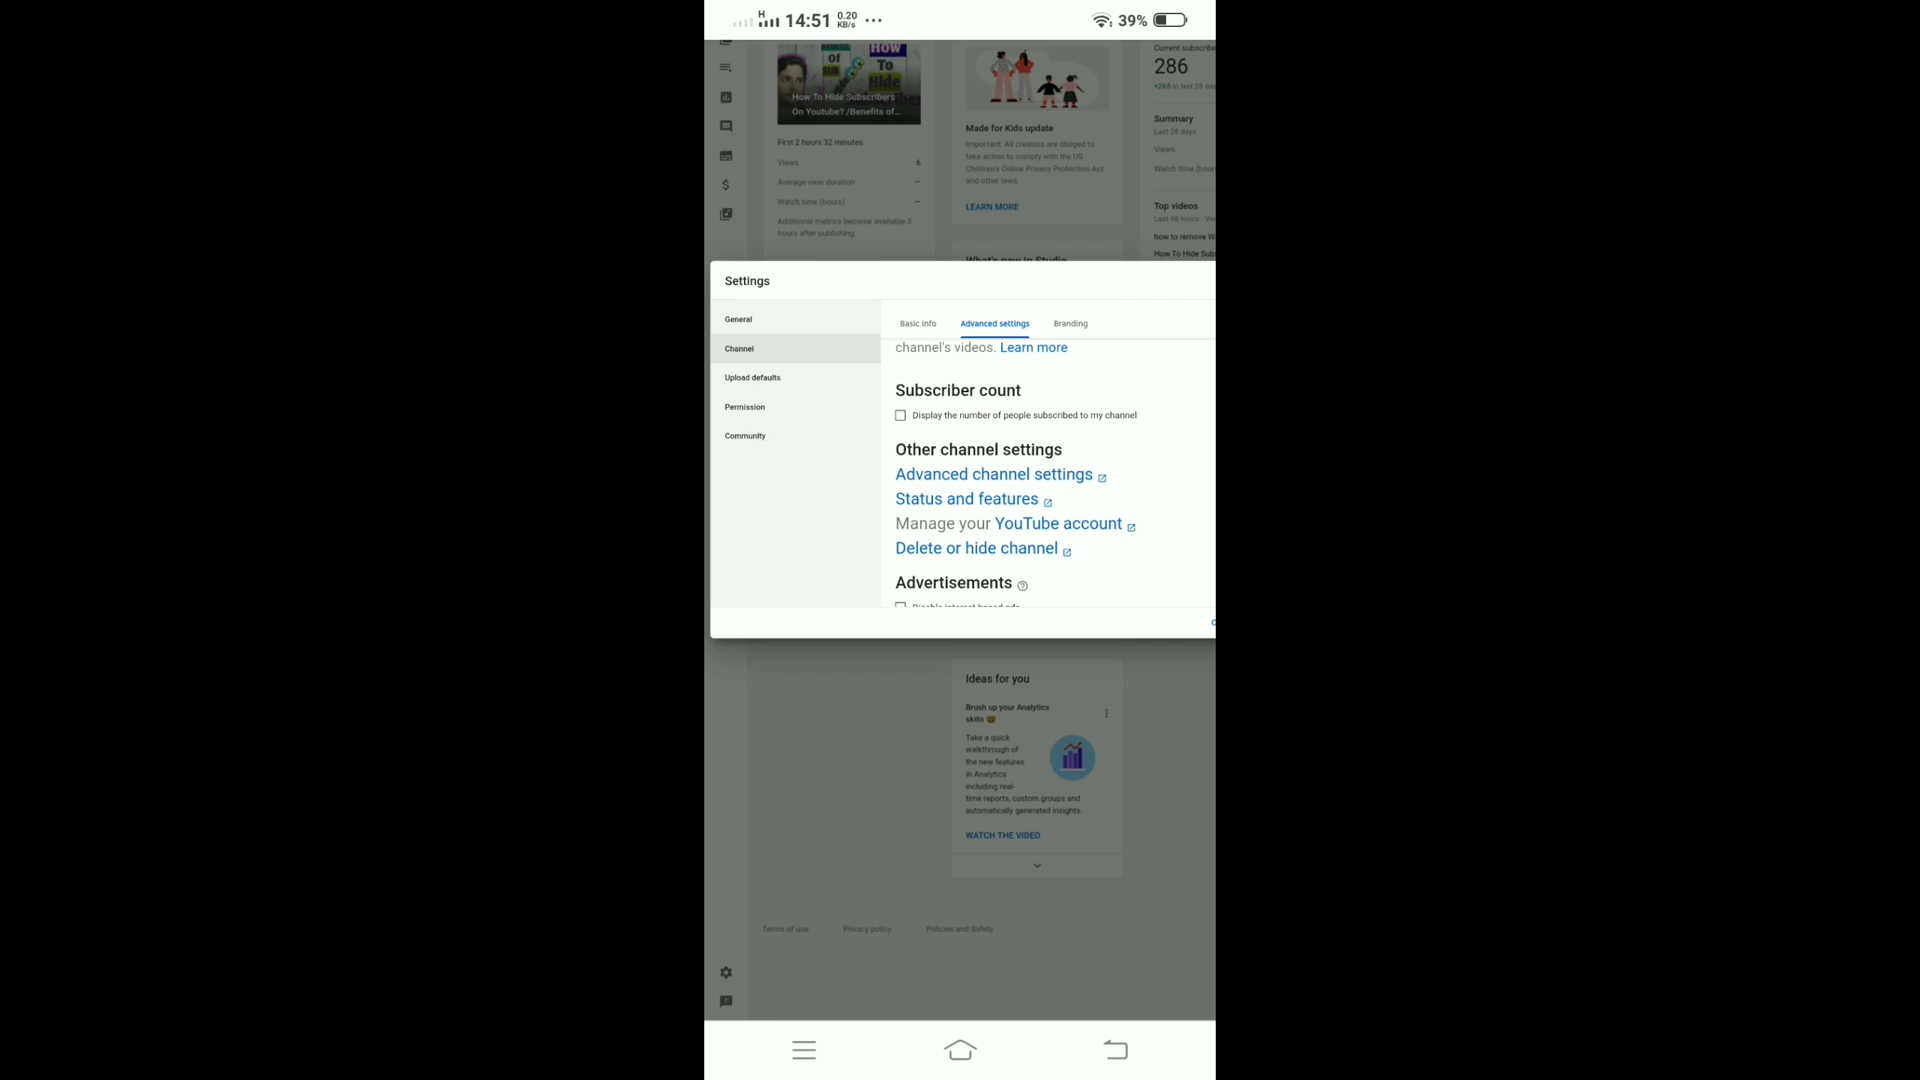 H
14:51 0.20 KB/s ...
39%
OF
HOW
To
Hide
How To Hide Subscribers
On Youtube? /Benefits of...
First 2 hours 32 minutes:
Views 6
Average view duration –
Watch time (hours) –
Additional metrics become available 3
hours after publishing.
Made for Kids update
Important: All creators are obliged to
take action to comply with the US
Children's Online Privacy Protection Act
and other laws.
LEARN MORE
What's new in Studio
Current subscribe
286
+265 in last 28 da
Summary
Last 28 days
Views
Watch time (hour
Top videos
Last 48 hours · Vie
how to remove W
How To Hide Sub
Settings
General
Channel
Upload defaults
Permission
Community
Basic info
Advanced settings
Branding
channel's videos. Learn more
Subscriber count
Display the number of people subscribed to my channel
Other channel settings
Advanced channel settings
Status and features
Manage your YouTube account
Delete or hide channel
Advertisements
Disable interest-based ads
Ideas for you
Brush up your Analytics
skills
Take a quick
walkthrough of
the new features
in Analytics
including real-
time reports, custom groups and
automatically generated insights.
WATCH THE VIDEO
Terms of use
Privacy policy
Policies and Safety